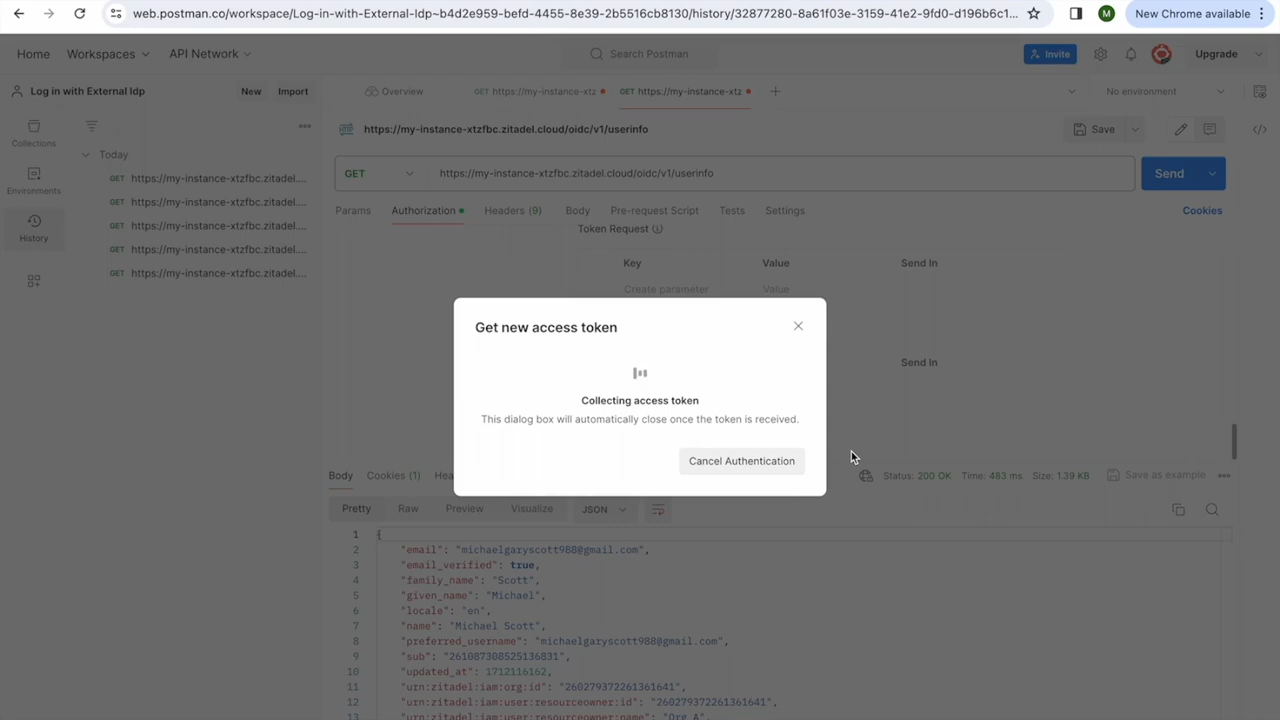 web.postman.co/workspace/Log-in-with-External-Idp~b4d2e959-befd-4455-8e39-2b5516cb8130/history/32877280-8a6bf03e-3159-41e2-9fd0-d196b6c1...
M
New Chrome available
Home
Workspaces
API Network
Search Postman
Invite
Upgrade
Log in with External Idp
New
Import
Overview
GET https://my-instance-xtz
GET https://my-instance-xtz
No environment
Collections
Environments
History
Today
GET https://my-instance-xtzfbc.zitadel....
GET https://my-instance-xtzfbc.zitadel....
GET https://my-instance-xtzfbc.zitadel....
GET https://my-instance-xtzfbc.zitadel....
GET https://my-instance-xtzfbc.zitadel....
HTTP https://my-instance-xtzfbc.zitadel.cloud/oidc/v1/userinfo
Save
GET https://my-instance-xtzfbc.zitadel.cloud/oidc/v1/userinfo
Send
Params Authorization Headers (9) Body Pre-request Script Tests Settings
Cookies
Token Request
Key Value Send In
Create parameter Value
Send In
Get new access token
Collecting access token
This dialog box will automatically close once the token is received.
Cancel Authentication
Body Cookies (1) Hea
Status: 200 OK Time: 483 ms Size: 1.39 KB
Save as example
Pretty Raw Preview Visualize JSON
1 {
2 "email": "michaelgaryscott988@gmail.com",
3 "email_verified": true,
4 "family_name": "Scott",
5 "given_name": "Michael",
6 "locale": "en",
7 "name": "Michael Scott",
8 "preferred_username": "michaelgaryscott988@gmail.com",
9 "sub": "261087308525136831",
10 "updated_at": 1712116162,
11 "urn:zitadel:iam:org:id": "260279372261361641",
12 "urn:zitadel:iam:user:resourceowner:id": "260279372261361641",
13 "urn:zitadel:iam:user:resourceowner:name": "Org A",